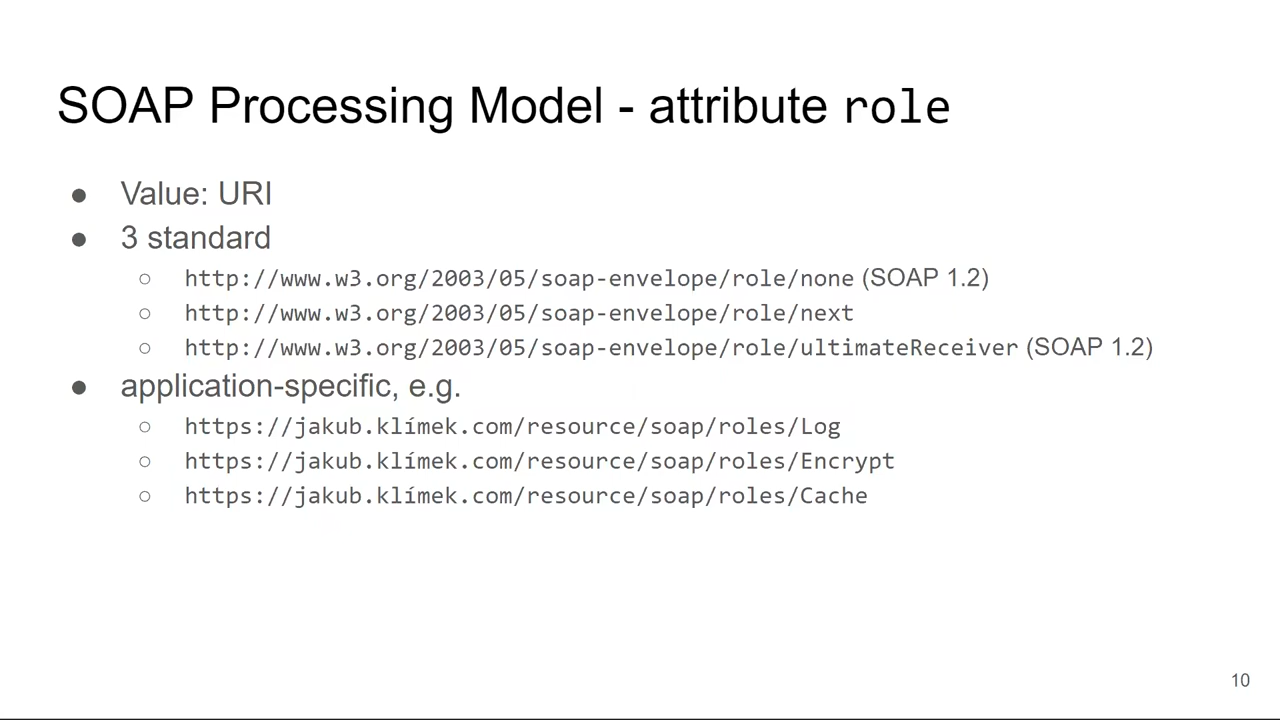 SOAP Processing Model - attribute role
● Value: URI
● 3 standard
○ http://www.w3.org/2003/05/soap-envelope/role/none (SOAP 1.2)
○ http://www.w3.org/2003/05/soap-envelope/role/next
○ http://www.w3.org/2003/05/soap-envelope/role/ultimateReceiver (SOAP 1.2)
● application-specific, e.g.
○ https://jakub.klímek.com/resource/soap/roles/Log
○ https://jakub.klímek.com/resource/soap/roles/Encrypt
○ https://jakub.klímek.com/resource/soap/roles/Cache
10